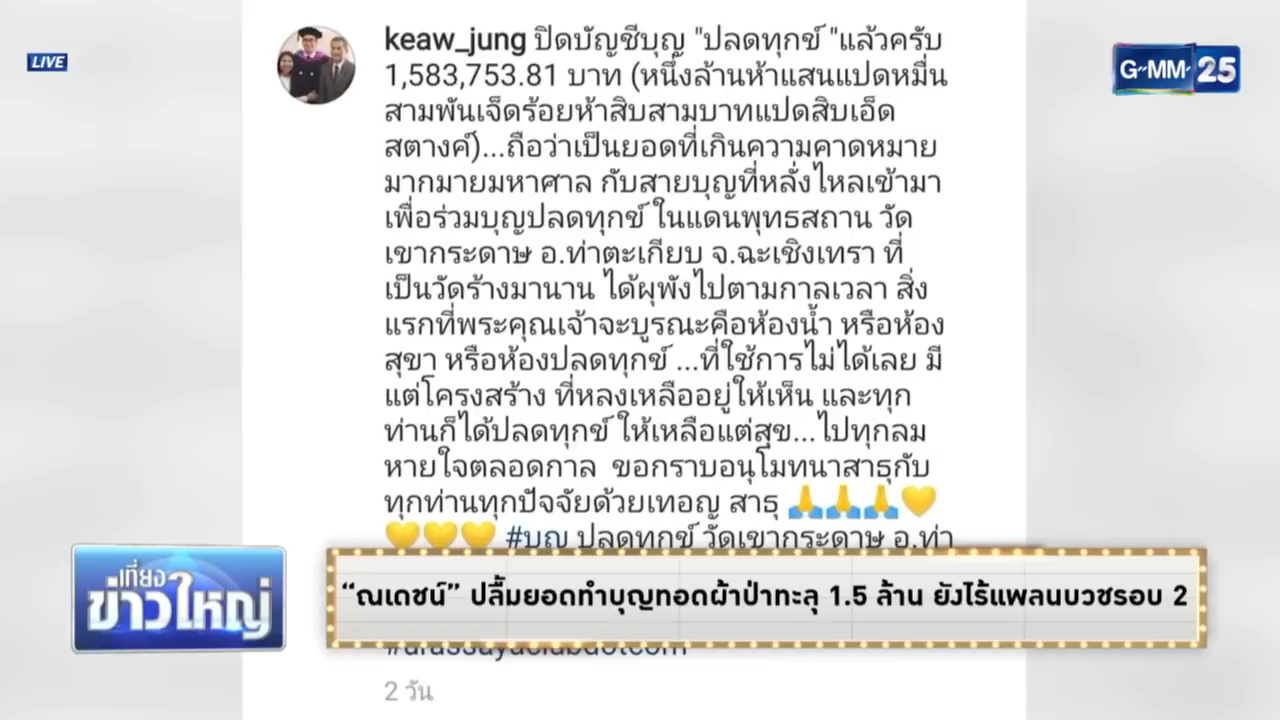 LIVE
G-MM 25
keaw_jung ปิดบัญชีบุญ "ปลดทุกข์ "แล้วครับ
1,583,753.81 บาท (หนึ่งล้านห้าแสนแปดหมื่น
สามพันเจ็ดร้อยห้าสิบสามบาทแปดสิบเอ็ด
สตางค์)...ถือว่าเป็นยอดที่เกินความคาดหมาย
มากมายมหาศาล กับสายบุญที่หลั่งไหลเข้ามา
เพื่อร่วมบุญปลดทุกข์ ในแดนพุทธสถาน วัด
เขากระดาษ อ.ท่าตะเกียบ จ.ฉะเชิงเทรา ที่
เป็นวัดร้างมานาน ได้ผุพังไปตามกาลเวลา สิ่ง
แรกที่พระคุณเจ้าจะบูรณะคือห้องน้ำ หรือห้อง
สุขา หรือห้องปลดทุกข์ ...ที่ใช้การไม่ได้เลย มี
แต่โครงสร้าง ที่หลงเหลืออยู่ให้เห็น และทุก
ท่านก็ได้ปลดทุกข์ ให้เหลือแต่สุข...ไปทุกลม
หายใจตลอดกาล ขอกราบอนุโมทนาสาธุกับ
ทุกท่านทุกปัจจัยด้วยเทอญ สาธุ 🙏🙏🙏💛
💛💛💛 #บุญ ปลดทุกข์ วัดเขากระดาษ อ.ท่า
เที่ยง
ข่าวใหญ่
“ณเดชน์” ปลื้มยอดทำบุญทอดผ้าป่าทะลุ 1.5 ล้าน ยังไร้แพลนบวชรอบ 2
2 วัน